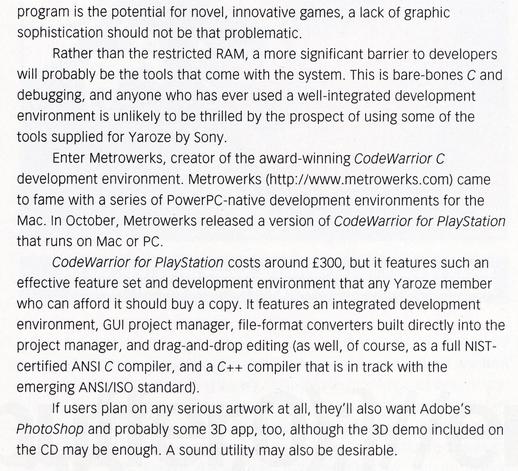 program is the potential for novel, innovative games, a lack of graphic
sophistication should not be that problematic.
Rather than the restricted RAM, a more significant barrier to developers
will probably be the tools that come with the system. This is bare-bones C and
debugging, and anyone who has ever used a well-integrated development
environment is unlikely to be thrilled by the prospect of using some of the
tools supplied for Yaroze by Sony.
Enter Metrowerks, creator of the award-winning CodeWarrior C
development environment. Metrowerks (http://www.metrowerks.com) came
to fame with a series of PowerPC-native development environments for the
Mac. In October, Metrowerks released a version of CodeWarrior for PlayStation
that runs on Mac or PC.
CodeWarrior for PlayStation costs around £300, but it features such an
effective feature set and development environment that any Yaroze member
who can afford it should buy a copy. It features an integrated development
environment, GUI project manager, file-format converters built directly into the
project manager, and drag-and-drop editing (as well, of course, as a full NIST-
certified ANSI C compiler, and a C++ compiler that is in track with the
emerging ANSI/ISO standard).
If users plan on any serious artwork at all, they'll also want Adobe's
PhotoShop and probably some 3D app, too, although the 3D demo included on
the CD may be enough. A sound utility may also be desirable.